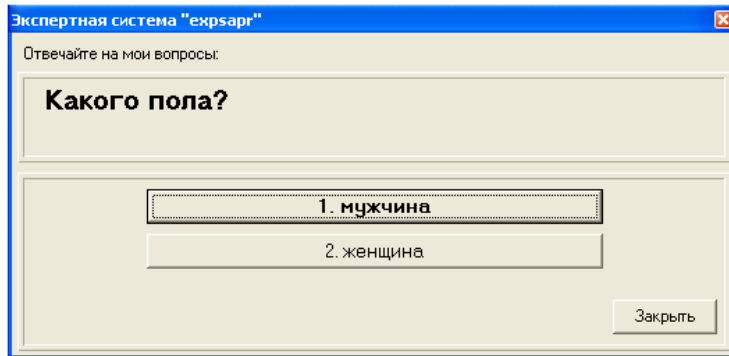 Экспертная система "expsapr"
Отвечайте на мои вопросы:
Какого пола?
1. мужчина
2. женщина
Закрыть